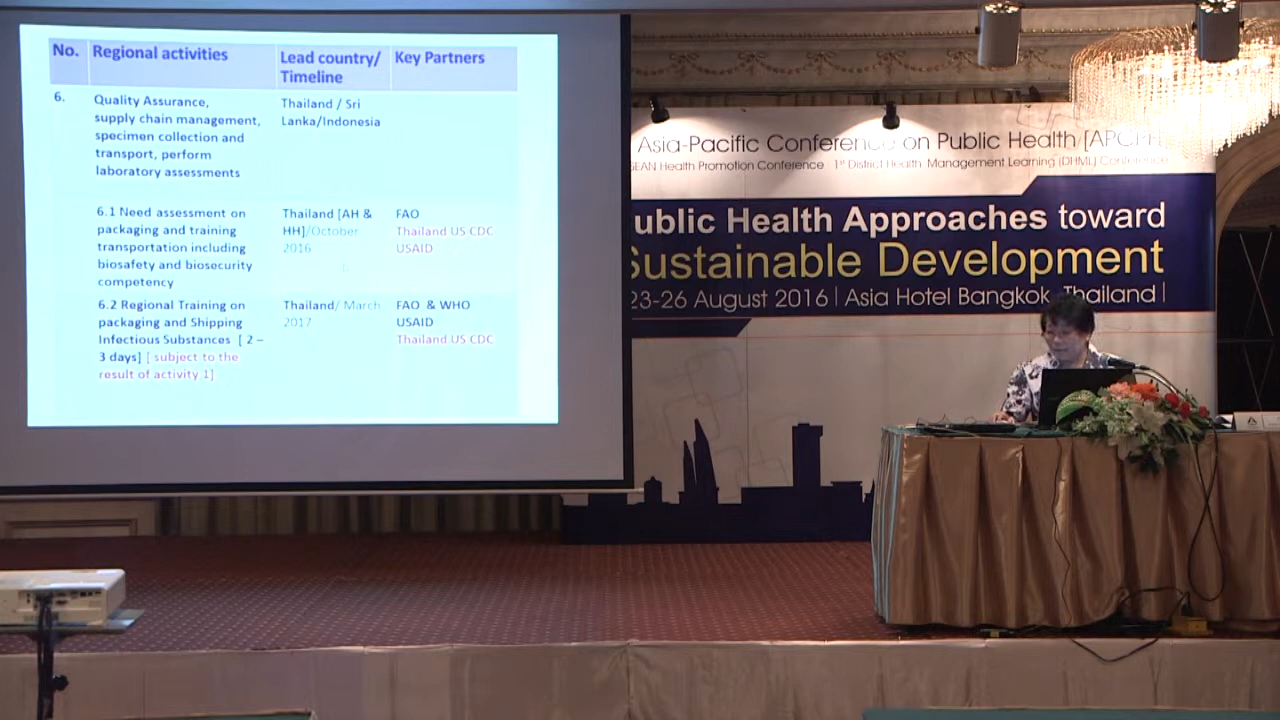 No. Regional activities Lead country/ Key Partners
Timeline
6. Quality Assurance, Thailand / Sri
supply chain management, Lanka/Indonesia
specimen collection and
transport, perform
laboratory assessments
6.1 Need assessment on Thailand [AH & FAO
packaging and training HH]/October Thailand US CDC
transportation including 2016 USAID
biosafety and biosecurity
competency
6.2 Regional Training on Thailand/ March FAO & WHO
packaging and Shipping 2017 USAID
Infectious Substances [ 2 – Thailand US CDC
3 days] [ subject to the
result of activity 1]
Asia-Pacific Conference on Public Health [APCPH
EAN Health Promotion Conference 1st District Health Management Learning (DHML) Conference
ublic Health Approaches toward
Sustainable Development
23-26 August 2016 | Asia Hotel Bangkok, Thailand |